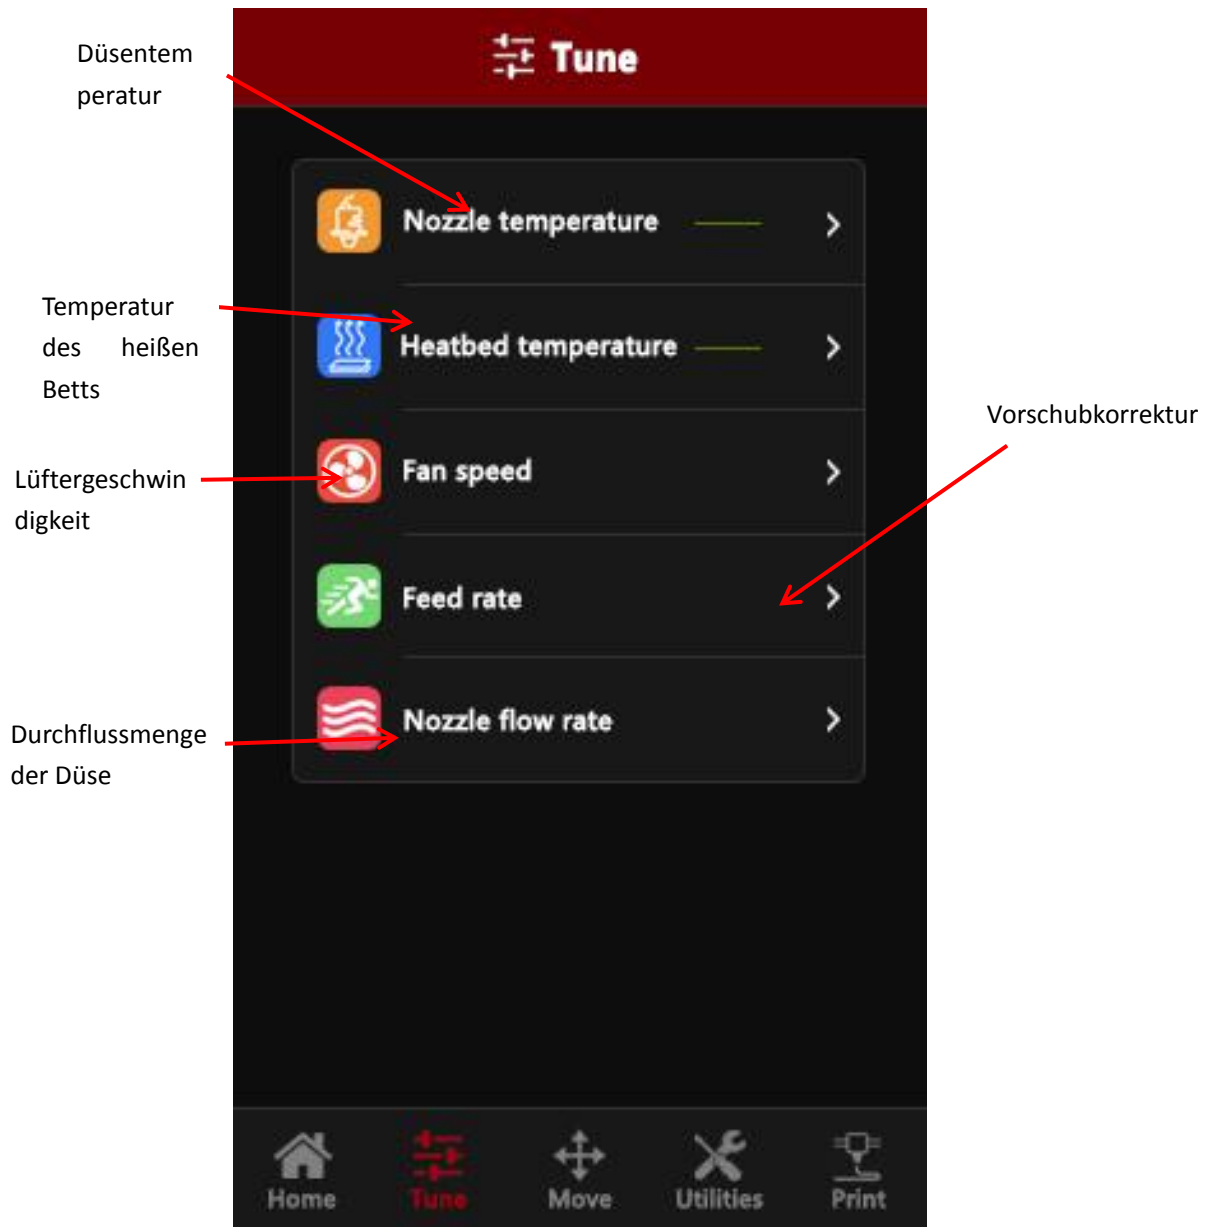 Düsentem
peratur
Tune
Nozzle temperature
Temperatur
des heißen
Betts
Heatbed temperature
Vorschubkorrektur
Lüftergeschwin
digkeit
Fan speed
Feed rate
Durchflussmenge
der Düse
Nozzle flow rate
Home
Tune
Move
Utilities
Print